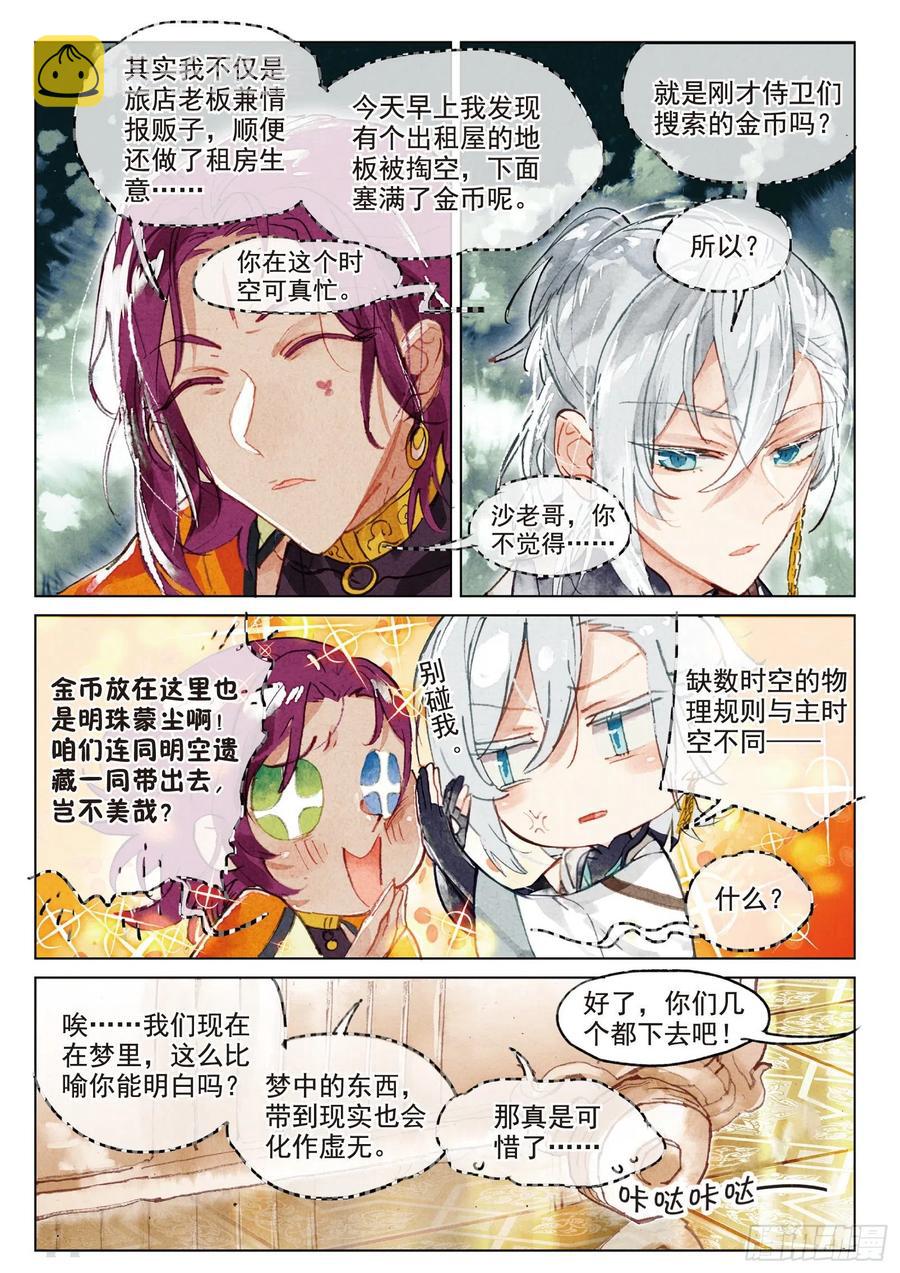 其实我不仅是
旅店老板兼情
报贩子，顺便
还做了租房生
意……
今天早上我发现
有个出租屋的地
板被掏空，下面
塞满了金币呢。
你在这个时
空可真忙。
就是刚才侍卫们
搜索的金币吗？
所以？
沙老哥，你
不觉得……
金币放在这里也
是明珠蒙尘啊！
咱们连同明空遗
藏一同带出去，
岂不美哉？
别碰我。
缺数时空的物
理规则与主时
空不同——
什么？
唉……我们现在
在梦里，这么比
喻你能明白吗？
梦中的东西，
带到现实也会
化作虚无。
那真是可
惜了……
好了，你们几
个都下去吧！
咔哒咔哒——
腾讯动漫